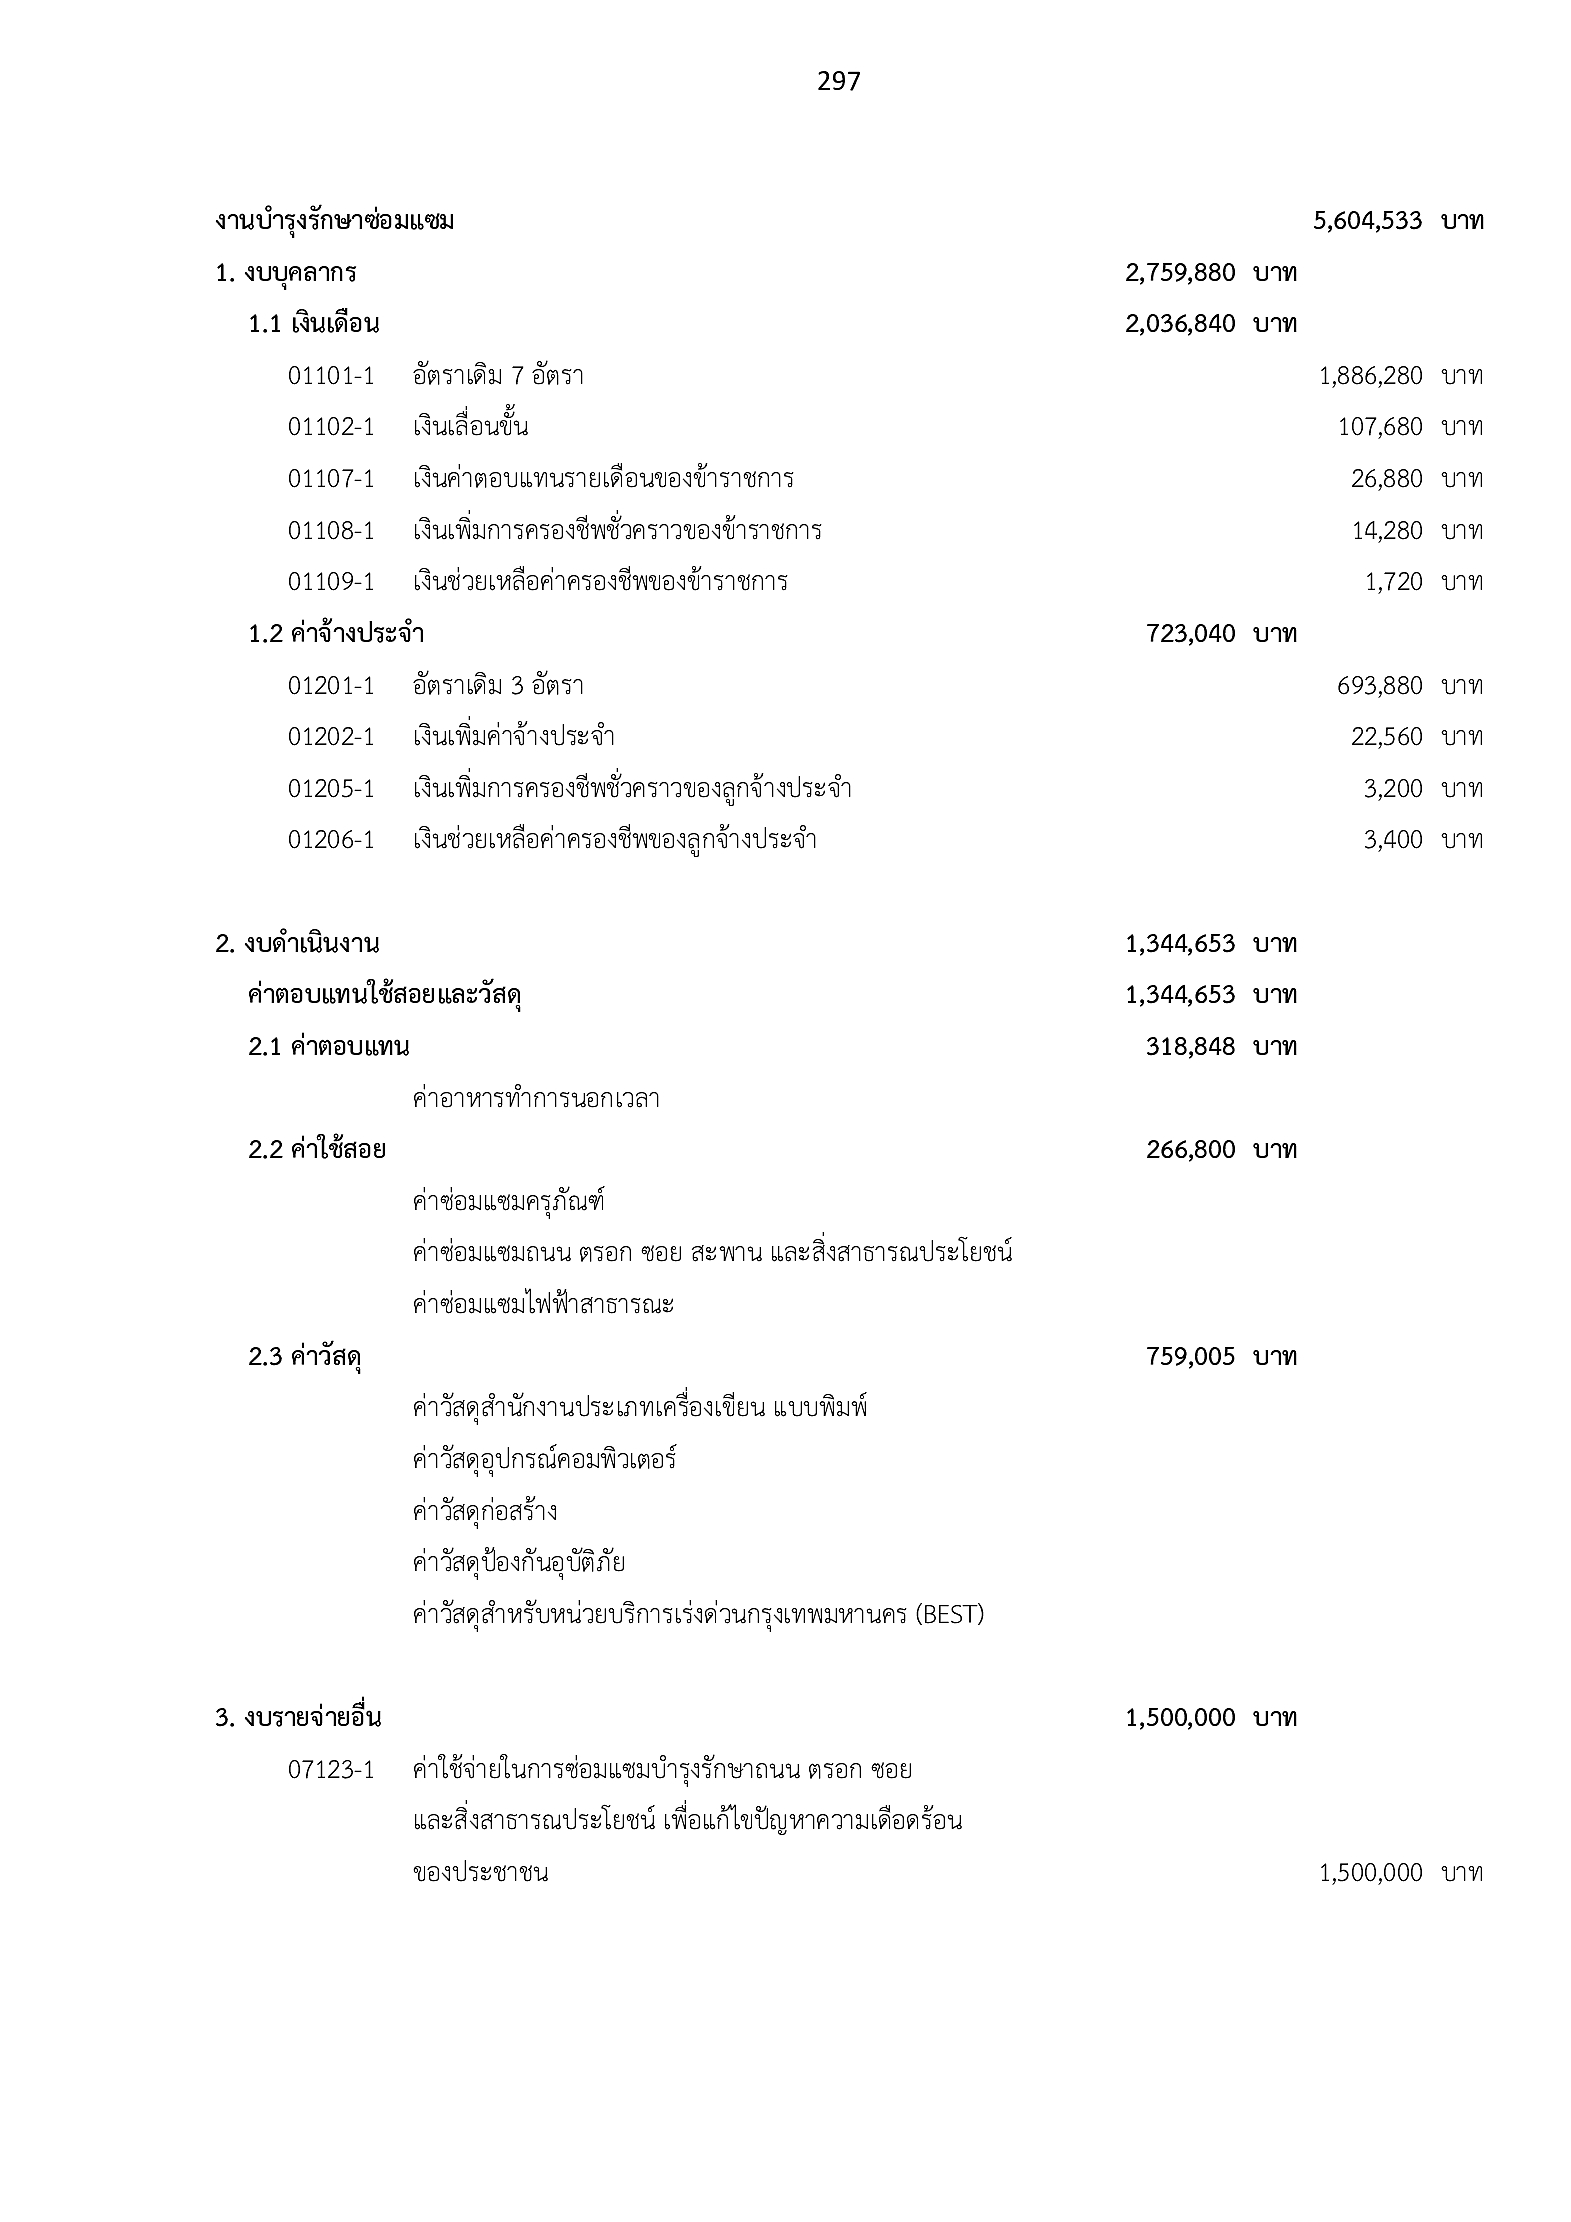 297
งานบำรุงรักษาซ่อมแซม 5,604,533 บาท
1. งบบุคลากร 2,759,880 บาท
1.1 เงินเดือน 2,036,840 บาท
01101-1 อัตราเดิม 7 อัตรา 1,886,280 บาท
01102-1 เงินเลื่อนขั้น 107,680 บาท
01107-1 เงินค่าตอบแทนรายเดือนของข้าราชการ 26,880 บาท
01108-1 เงินเพิ่มการครองชีพชั่วคราวของข้าราชการ 14,280 บาท
01109-1 เงินช่วยเหลือค่าครองชีพของข้าราชการ 1,720 บาท
1.2 ค่าจ้างประจำ 723,040 บาท
01201-1 อัตราเดิม 3 อัตรา 693,880 บาท
01202-1 เงินเพิ่มค่าจ้างประจำ 22,560 บาท
01205-1 เงินเพิ่มการครองชีพชั่วคราวของลูกจ้างประจำ 3,200 บาท
01206-1 เงินช่วยเหลือค่าครองชีพของลูกจ้างประจำ 3,400 บาท
2. งบดำเนินงาน 1,344,653 บาท
ค่าตอบแทนใช้สอยและวัสดุ 1,344,653 บาท
2.1 ค่าตอบแทน 318,848 บาท
ค่าอาหารทำการนอกเวลา
2.2 ค่าใช้สอย 266,800 บาท
ค่าซ่อมแซมครุภัณฑ์
ค่าซ่อมแซมถนน ตรอก ซอย สะพาน และสิ่งสาธารณประโยชน์
ค่าซ่อมแซมไฟฟ้าสาธารณะ
2.3 ค่าวัสดุ 759,005 บาท
ค่าวัสดุสำนักงานประเภทเครื่องเขียน แบบพิมพ์
ค่าวัสดุอุปกรณ์คอมพิวเตอร์
ค่าวัสดุก่อสร้าง
ค่าวัสดุป้องกันอุบัติภัย
ค่าวัสดุสำหรับหน่วยบริการเร่งด่วนกรุงเทพมหานคร (BEST)
3. งบรายจ่ายอื่น 1,500,000 บาท
07123-1 ค่าใช้จ่ายในการซ่อมแซมบำรุงรักษาถนน ตรอก ซอย
และสิ่งสาธารณประโยชน์ เพื่อแก้ไขปัญหาความเดือดร้อน
ของประชาชน 1,500,000 บาท